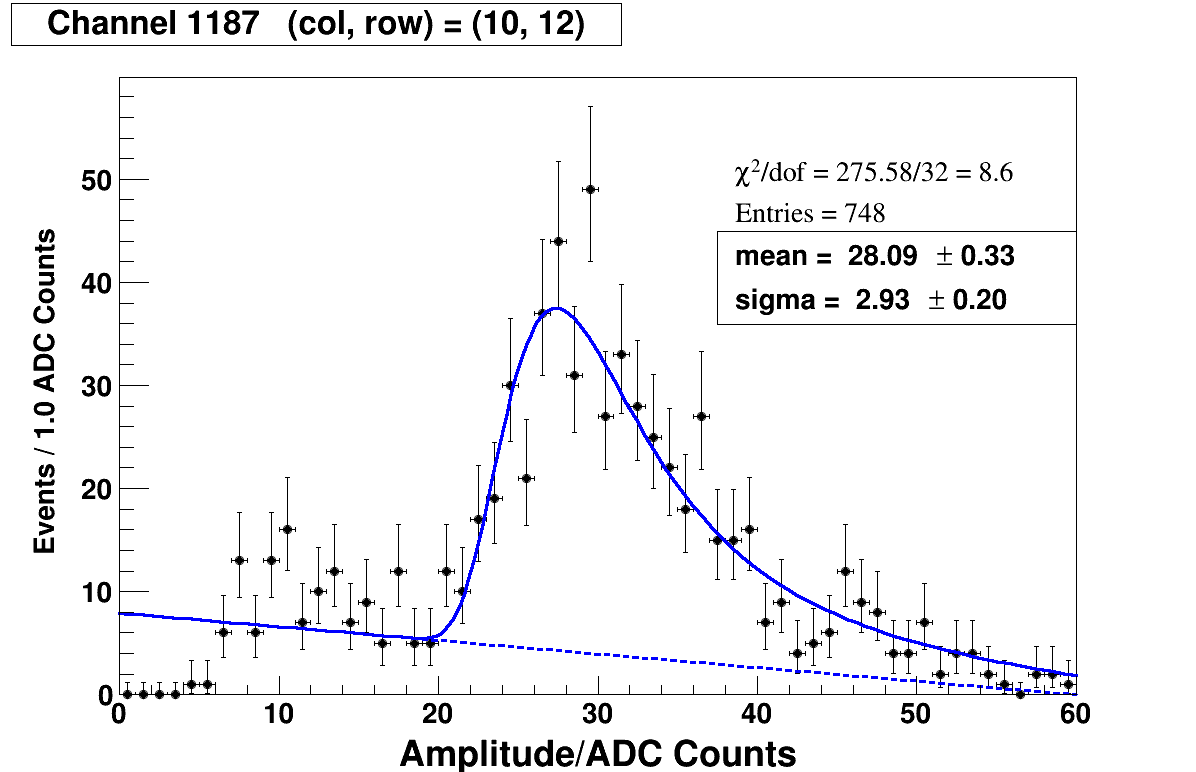 Channel 1187 (col, row) = (10, 12)
χ²/dof = 275.58/32 = 8.6
Entries = 748
mean = 28.09 ± 0.33
sigma = 2.93 ± 0.20
Events / 1.0 ADC Counts
50
40
30
20
10
0
0 10 20 30 40 50 60
Amplitude/ADC Counts